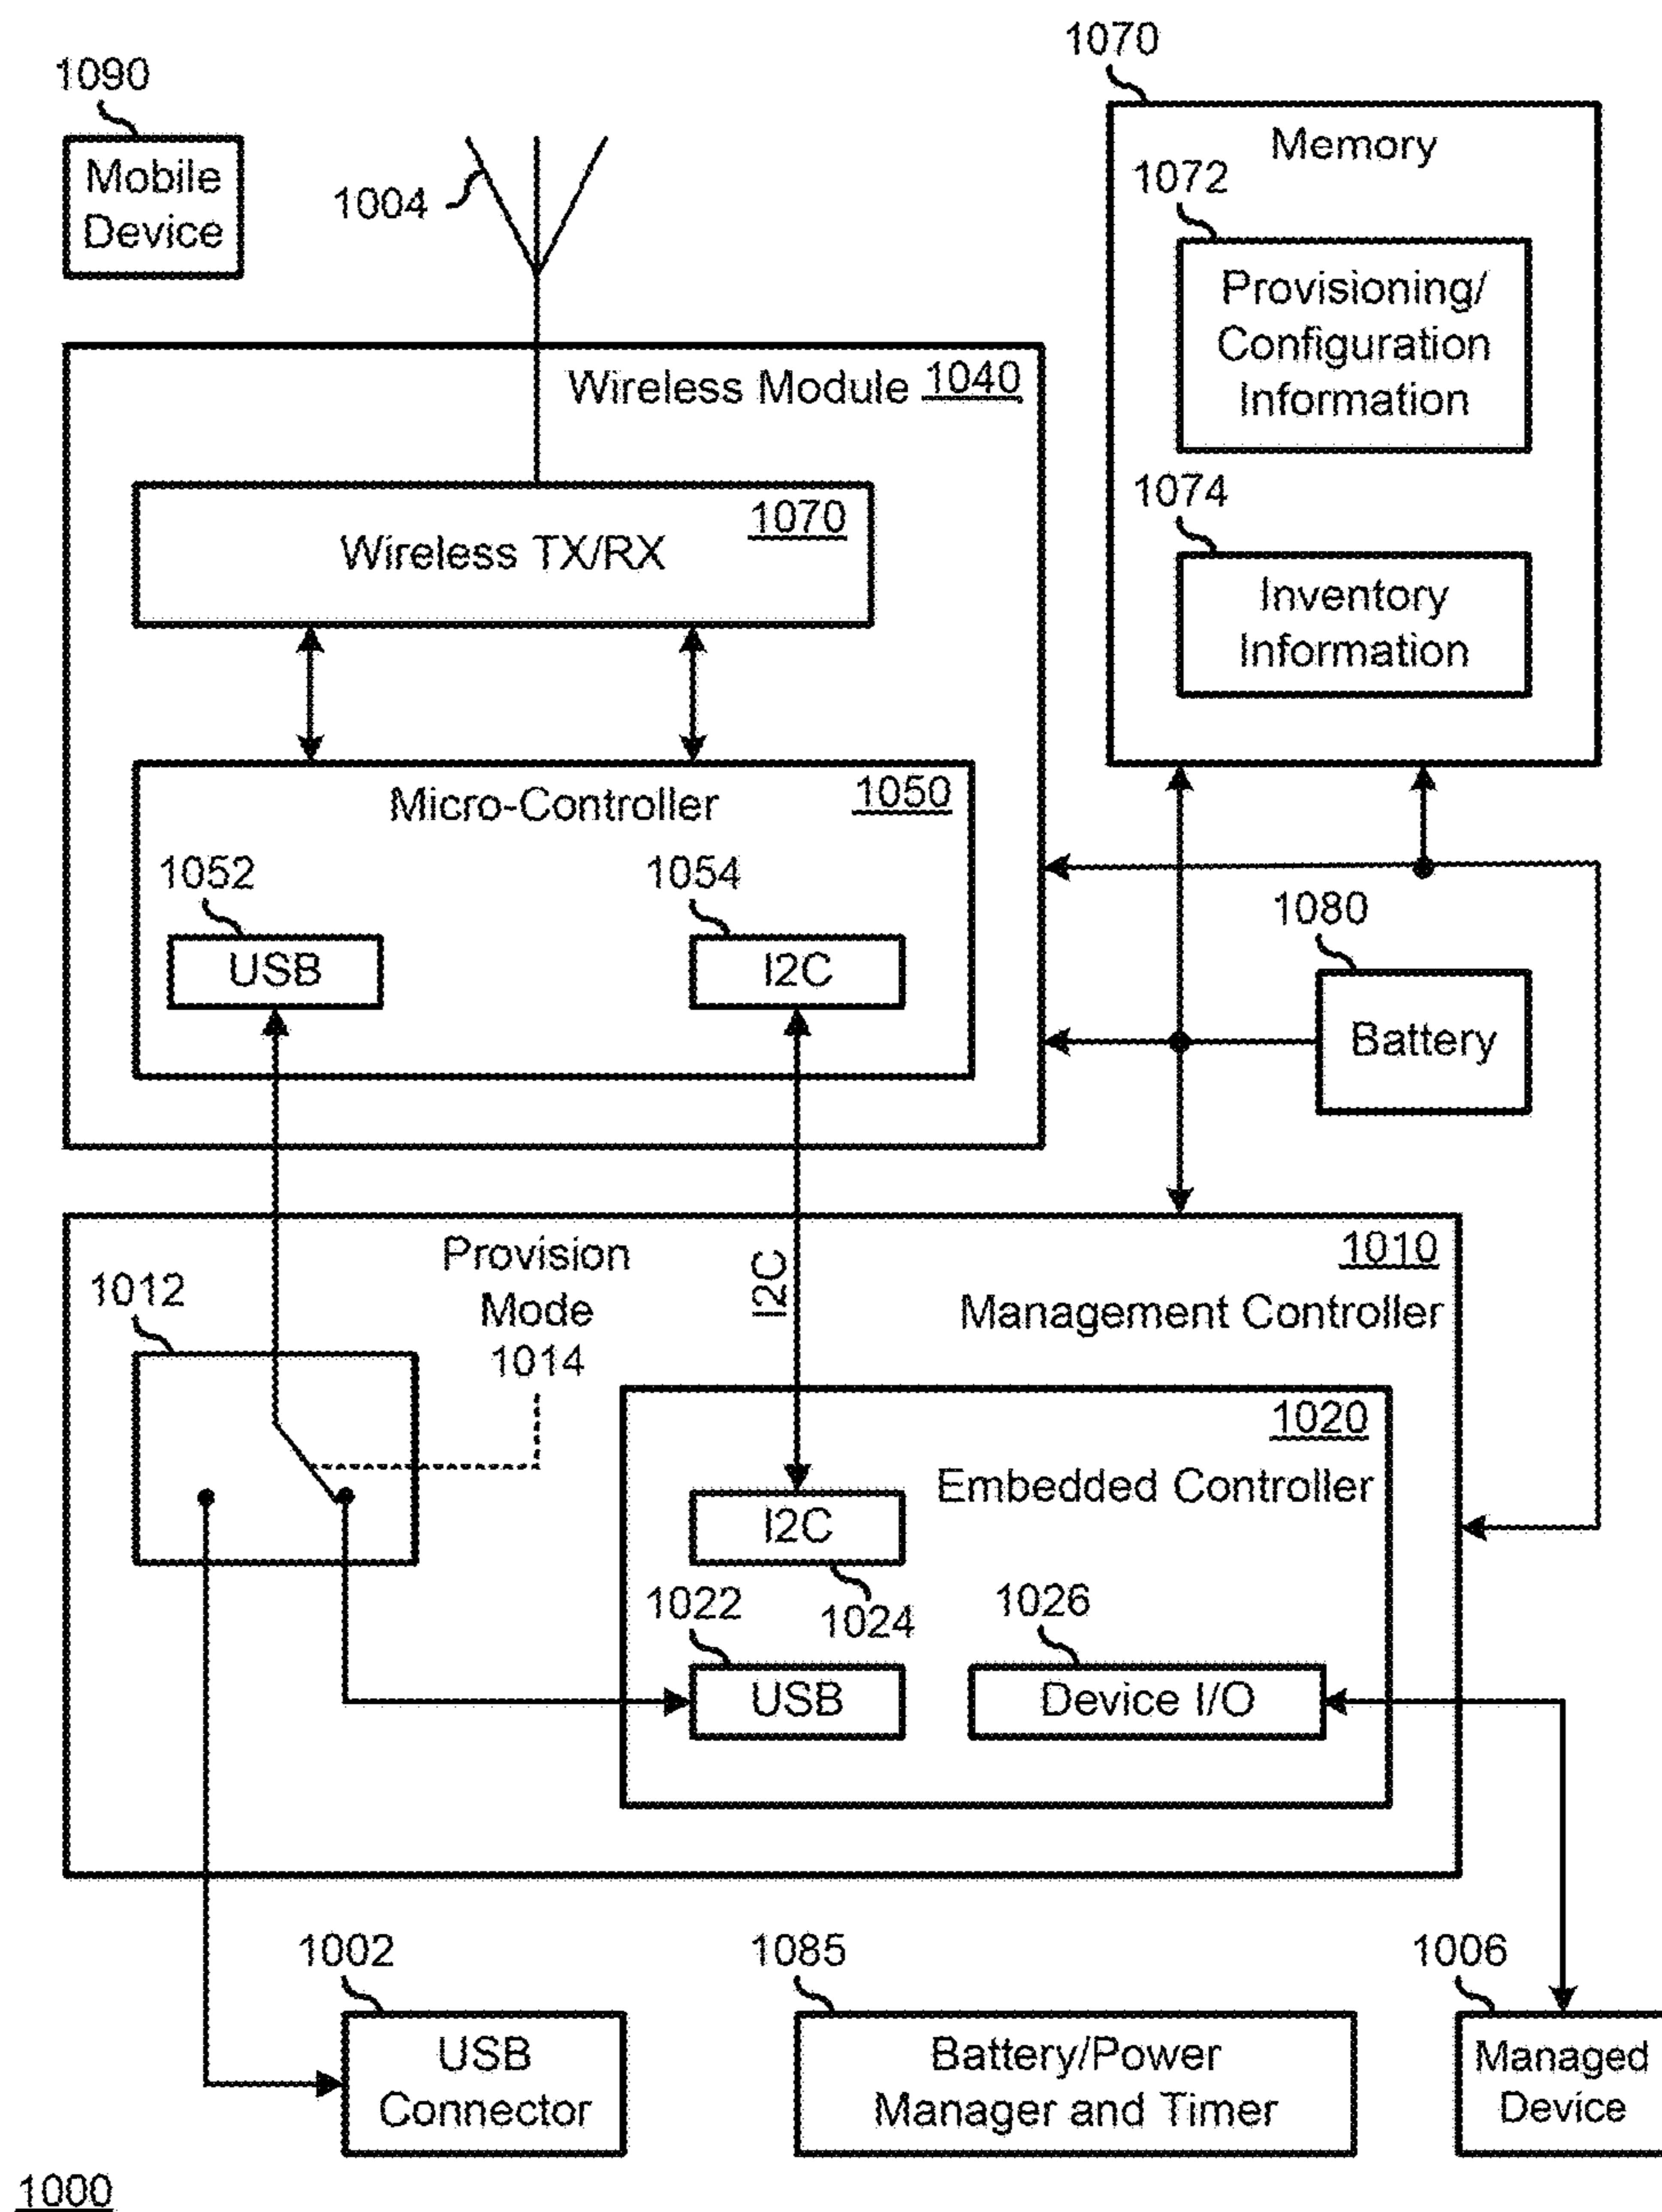 1070
1090
Memory
Mobile
Device
1004
1072
Provisioning/
Configuration
Information
Wireless Module 1040
1074
1070
Wireless TX/RX
Inventory
Information
Micro-Controller
1050
1052
1054
1080
USB
I2C
Battery
Provision
Mode
1014
I2C
1010
Management Controller
1012
1020
Embedded Controller
I2C
1024
1022
1026
USB
Device I/O
1002
1085
1006
USB
Connector
Battery/Power
Manager and Timer
Managed
Device
1000